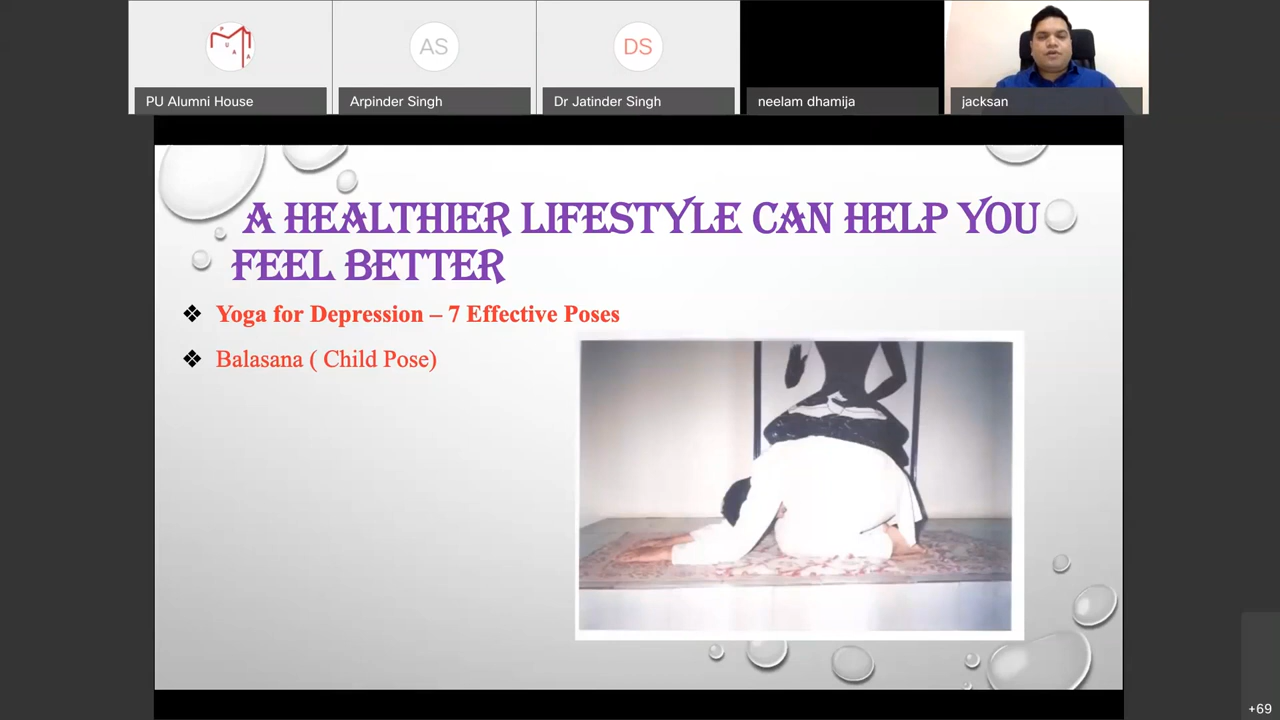 P
U
A
A
AS
DS
PU Alumni House
Arpinder Singh
Dr Jatinder Singh
neelam dhamija
jacksan
A HEALTHIER LIFESTYLE CAN HELP YOU
FEEL BETTER
❖ Yoga for Depression – 7 Effective Poses
❖ Balasana ( Child Pose)
+69